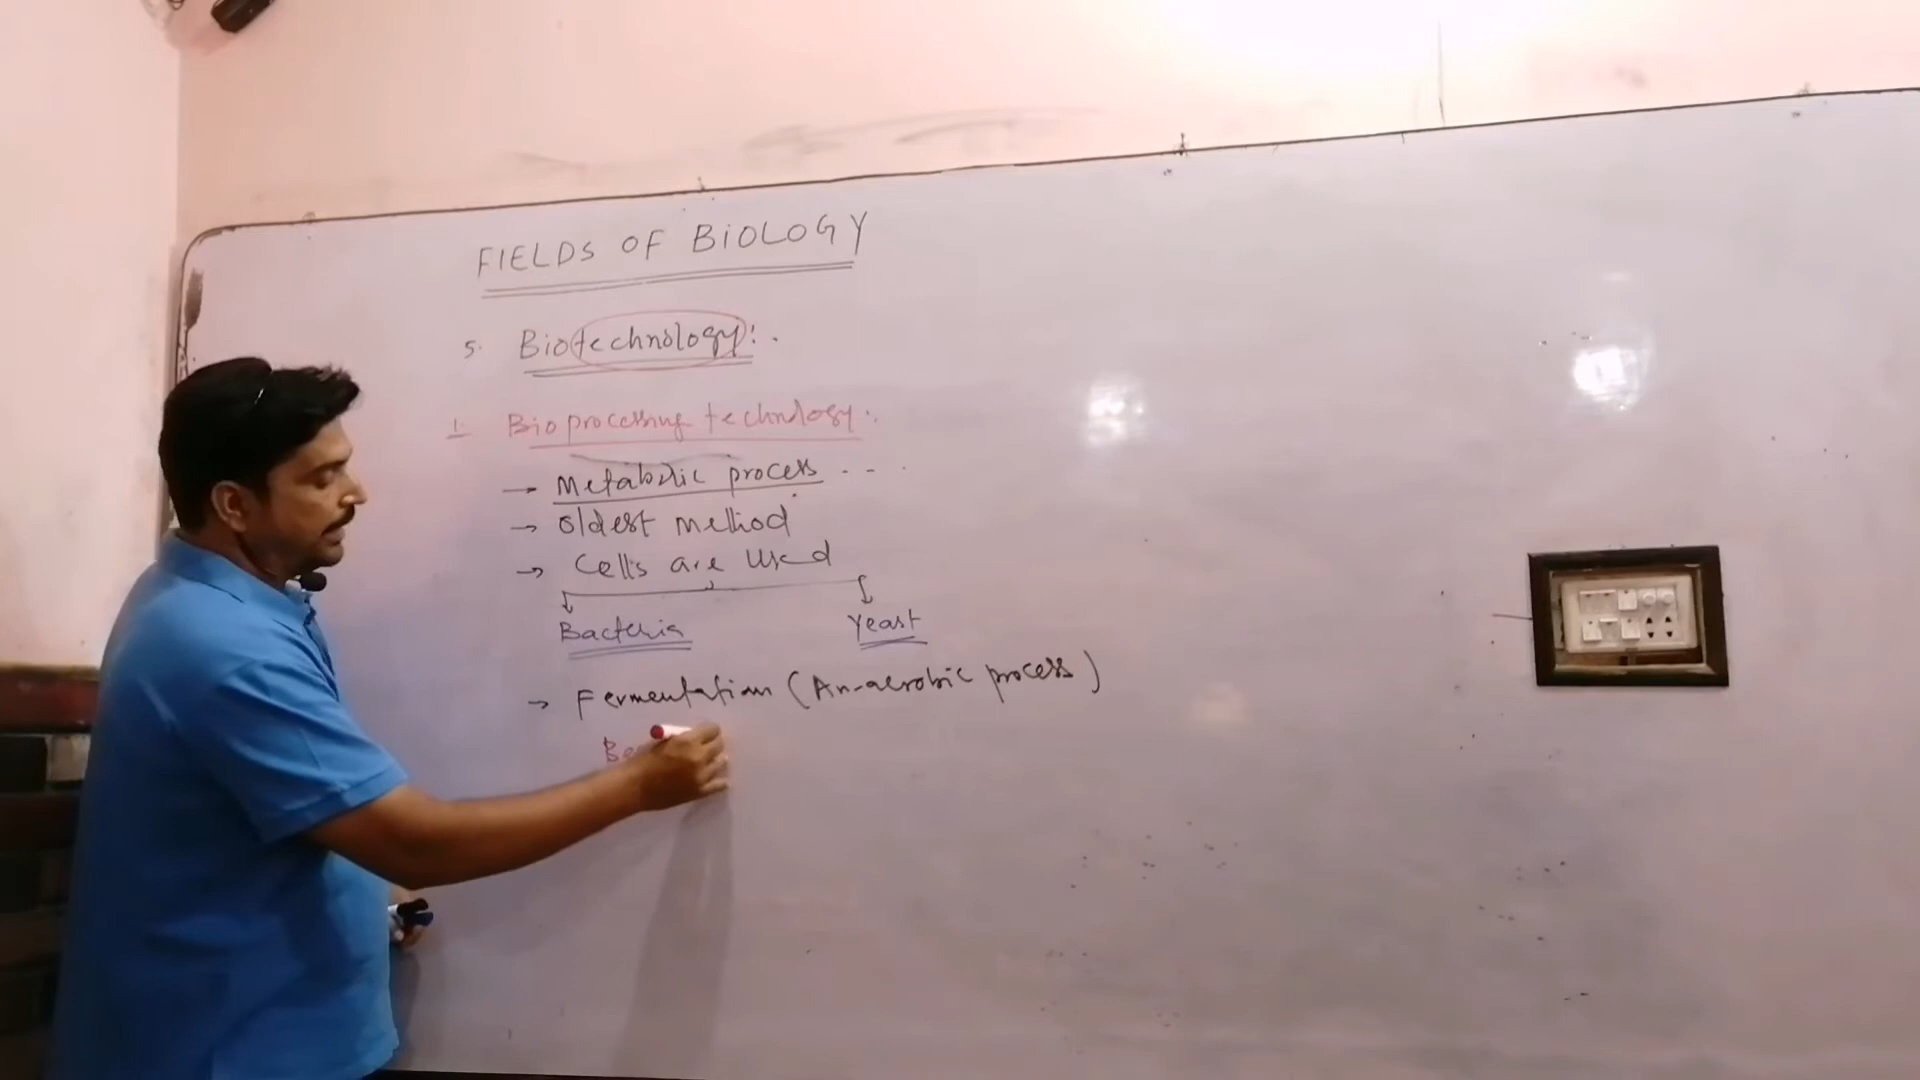 FIELDS OF BIOLOGY
5. Biotechnology:.
1. Bioprocessing technology:.
→ Metabolic process - - .
→ oldest method
→ Cells are Used
Bacteria Yeast
→ Fermentation (An-aerobic process)
Be